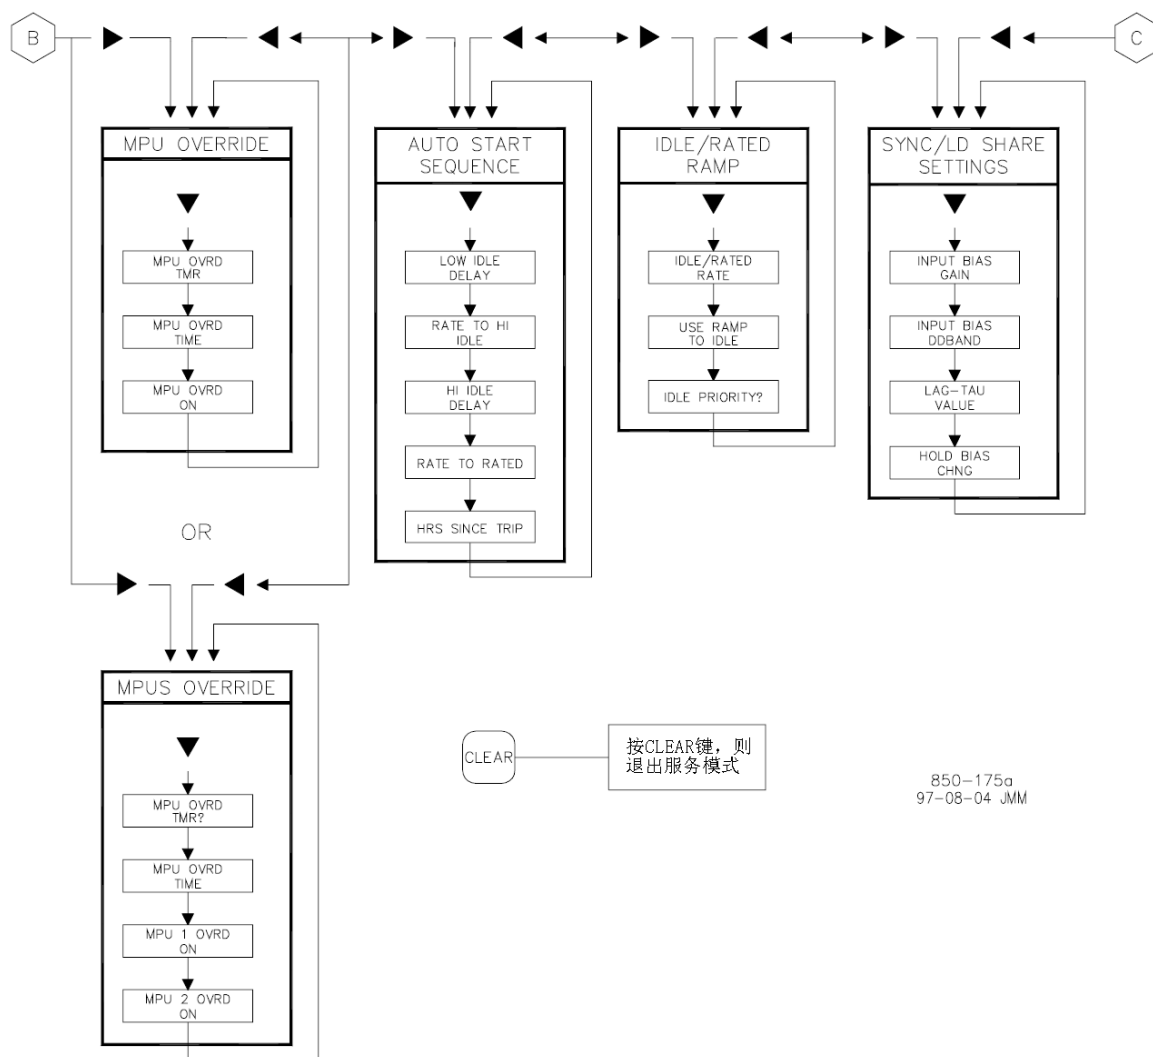 B
C
MPU OVERRIDE
MPU OVRD
TMR
MPU OVRD
TIME
MPU OVRD
ON
AUTO START
SEQUENCE
LOW IDLE
DELAY
RATE TO HI
IDLE
HI IDLE
DELAY
RATE TO RATED
HRS SINCE TRIP
IDLE/RATED
RAMP
IDLE/RATED
RATE
USE RAMP
TO IDLE
IDLE PRIORITY?
SYNC/LD SHARE
SETTINGS
INPUT BIAS
GAIN
INPUT BIAS
DDBAND
LAG-TAU
VALUE
HOLD BIAS
CHNG
OR
MPUS OVERRIDE
MPU OVRD
TMR?
MPU OVRD
TIME
MPU 1 OVRD
ON
MPU 2 OVRD
ON
CLEAR
按CLEAR键，则
退出服务模式
850-175a
97-08-04 JMM